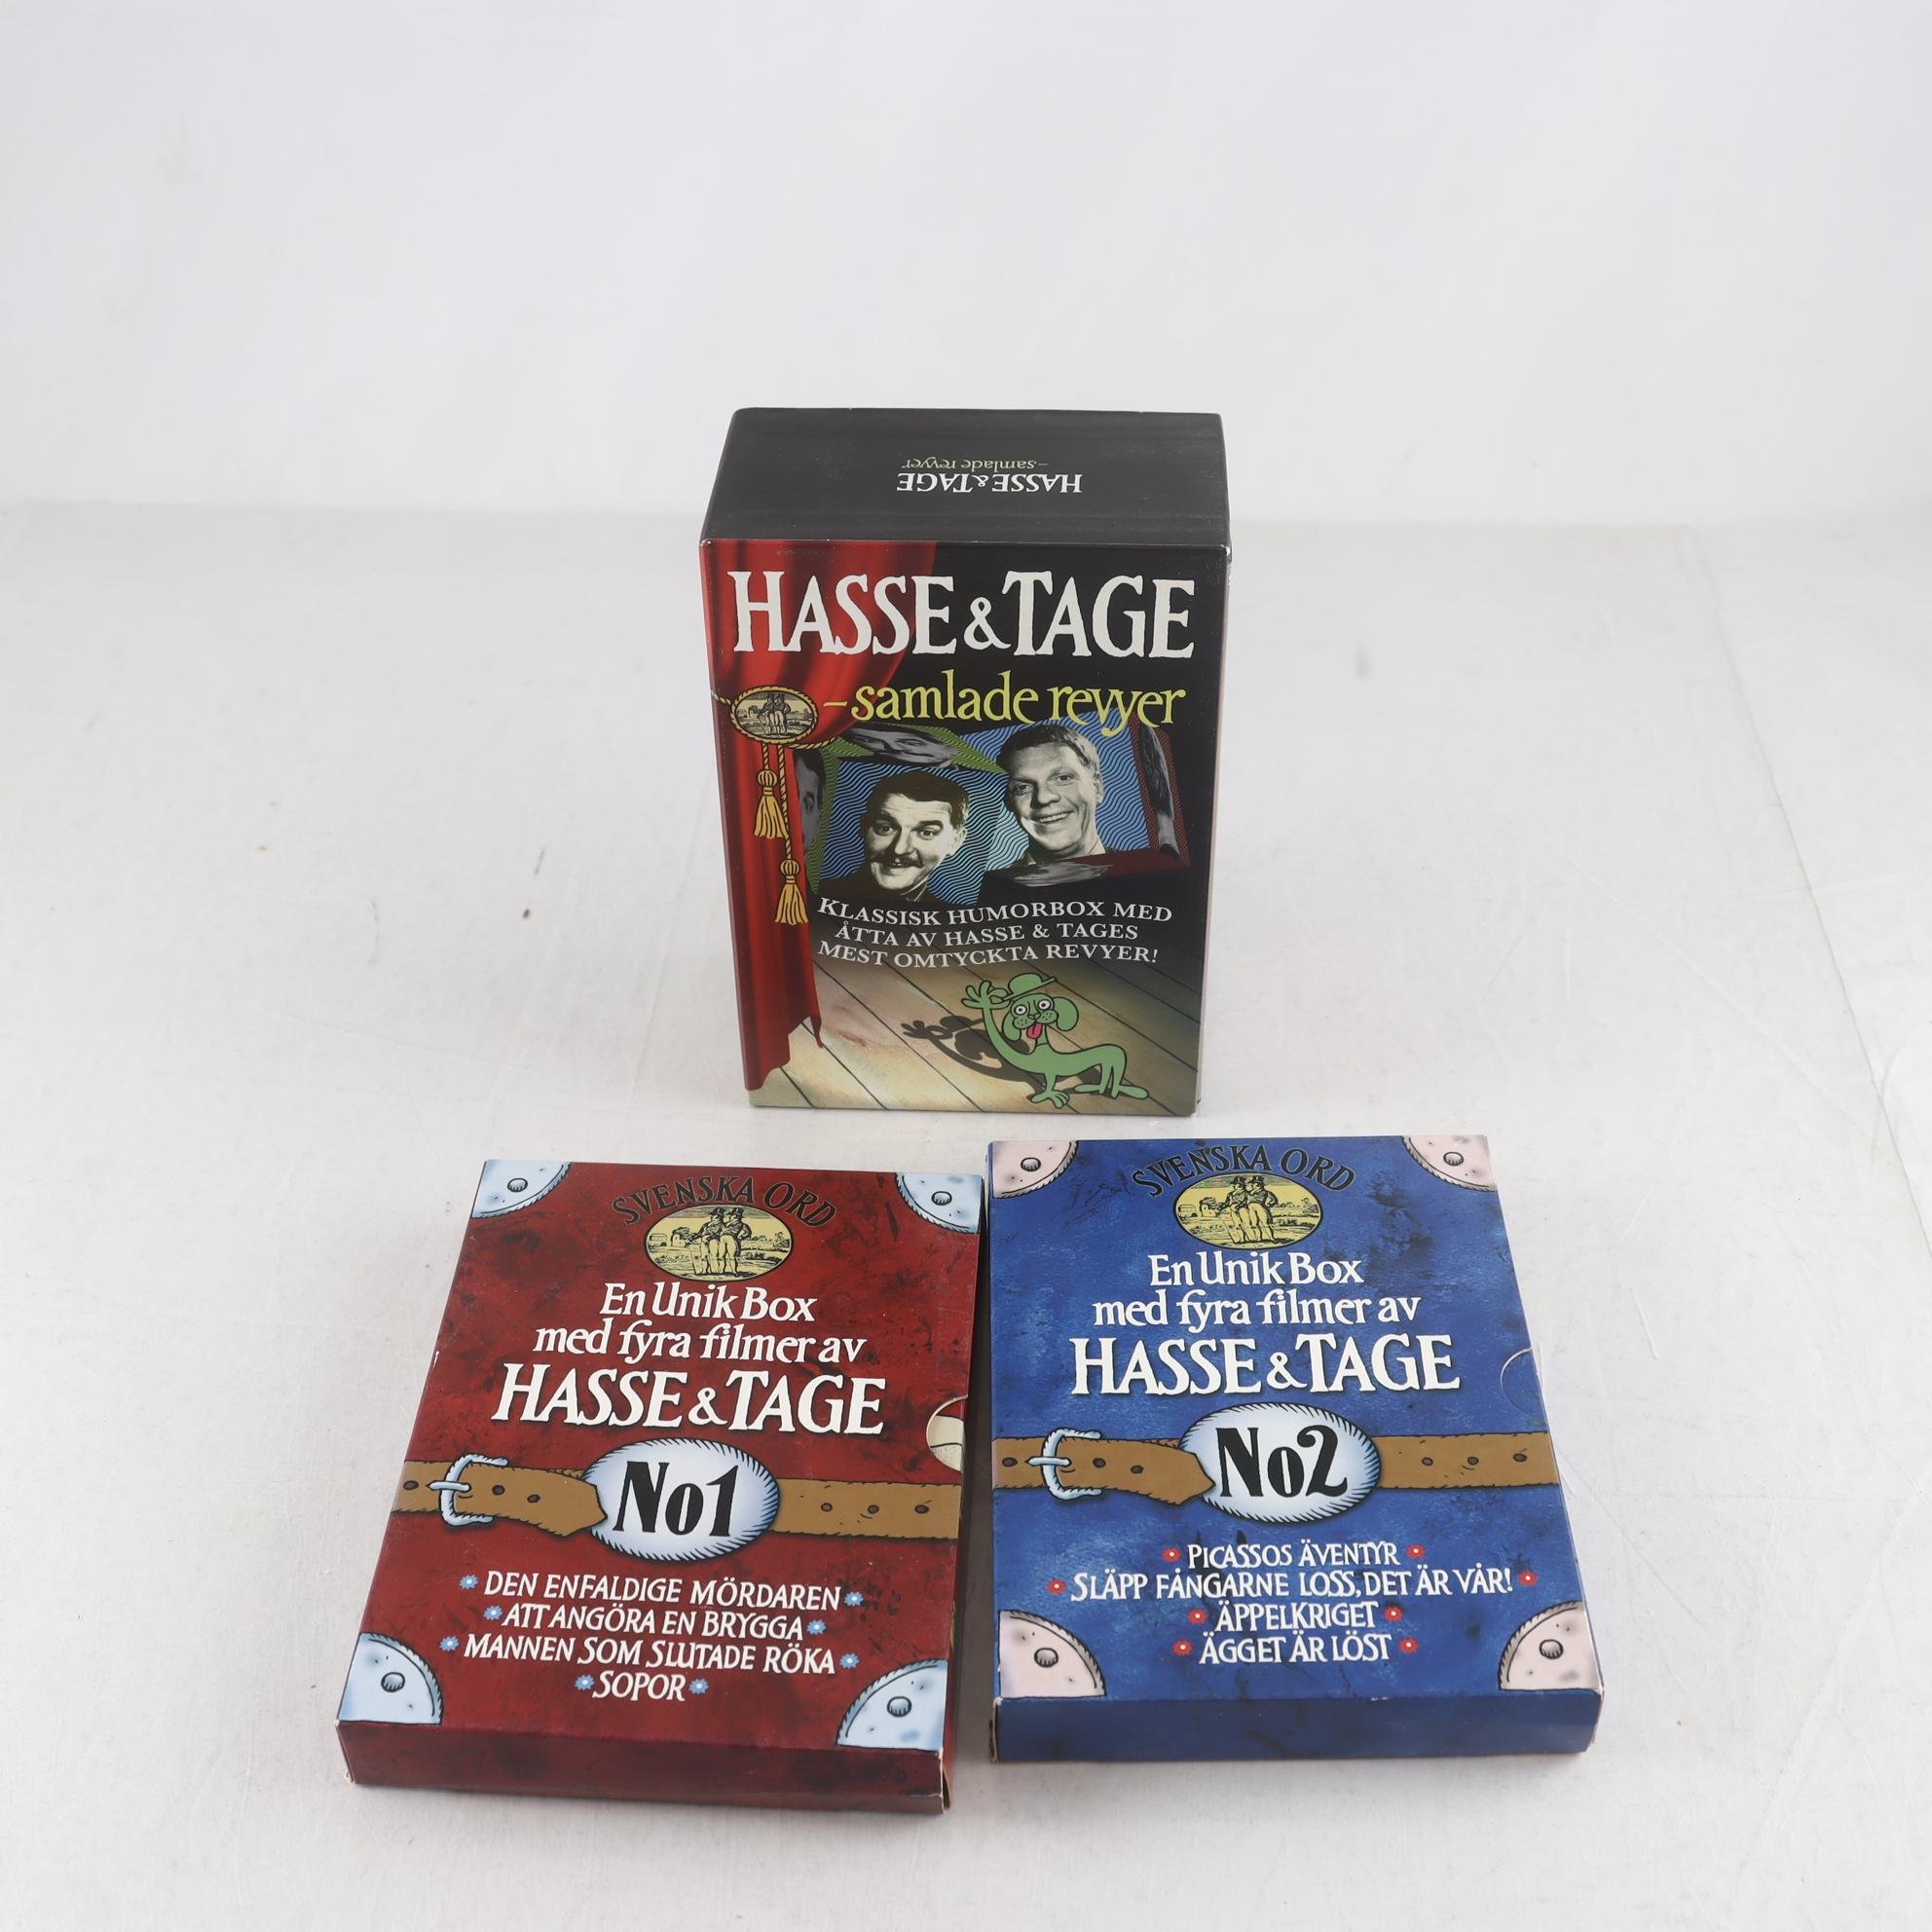 HASSE & TAGE
–samlade revyer
HASSE & TAGE
–samlade revyer
KLASSISK HUMORBOX MED
ÅTTA AV HASSE & TAGES
MEST OMTYCKTA REVYER!
SVENSKA ORD
En Unik Box
med fyra filmer av
HASSE & TAGE
No1
DEN ENFALDIGE MÖRDAREN
ATT ANGÖRA EN BRYGGA
MANNEN SOM SLUTADE RÖKA
SOPOR
SVENSKA ORD
En Unik Box
med fyra filmer av
HASSE & TAGE
No2
PICASSOS ÄVENTYR
SLÄPP FÅNGARNE LOSS, DET ÄR VÅR!
ÄPPELKRIGET
ÄGGET ÄR LÖST